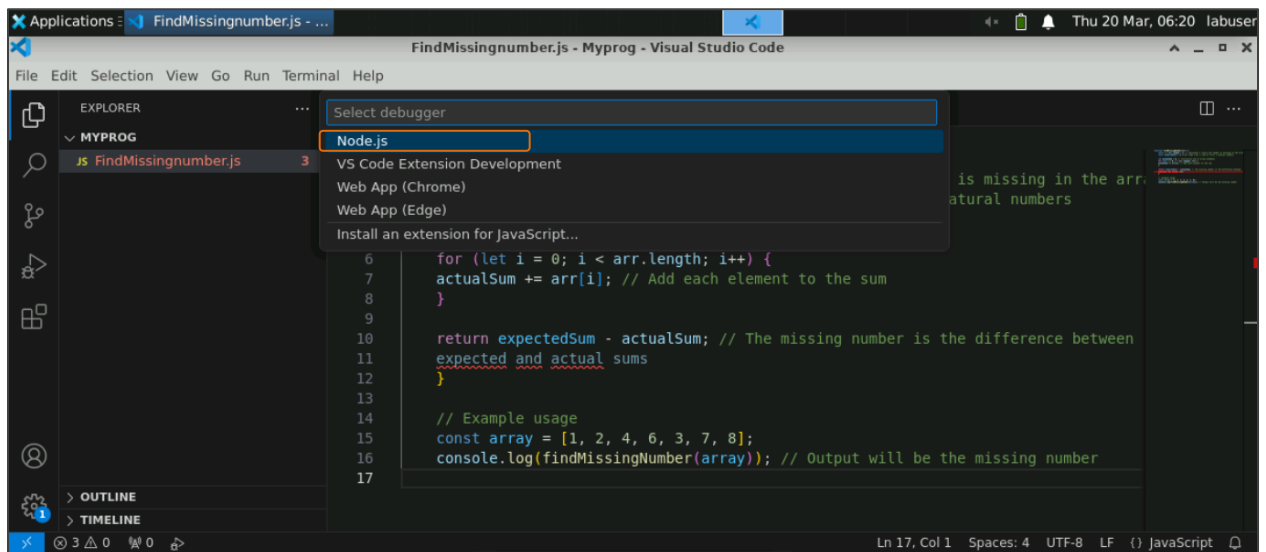 Applications FindMissingnumber.js - ... Thu 20 Mar, 06:20 labuser
FindMissingnumber.js - Myprog - Visual Studio Code
File Edit Selection View Go Run Terminal Help
EXPLORER ...
Select debugger
MYPROG
Node.js
JS FindMissingnumber.js 3
VS Code Extension Development
is missing in the arr
Web App (Chrome)
atural numbers
Web App (Edge)
Install an extension for JavaScript...
6 for (let i = 0; i < arr.length; i++) {
7 actualSum += arr[i]; // Add each element to the sum
8 }
9
10 return expectedSum - actualSum; // The missing number is the difference between
11 expected and actual sums
12 }
13
14 // Example usage
15 const array = [1, 2, 4, 6, 3, 7, 8];
16 console.log(findMissingNumber(array)); // Output will be the missing number
17
OUTLINE
1
TIMELINE
3 0 0 Ln 17, Col 1 Spaces: 4 UTF-8 LF {} JavaScript